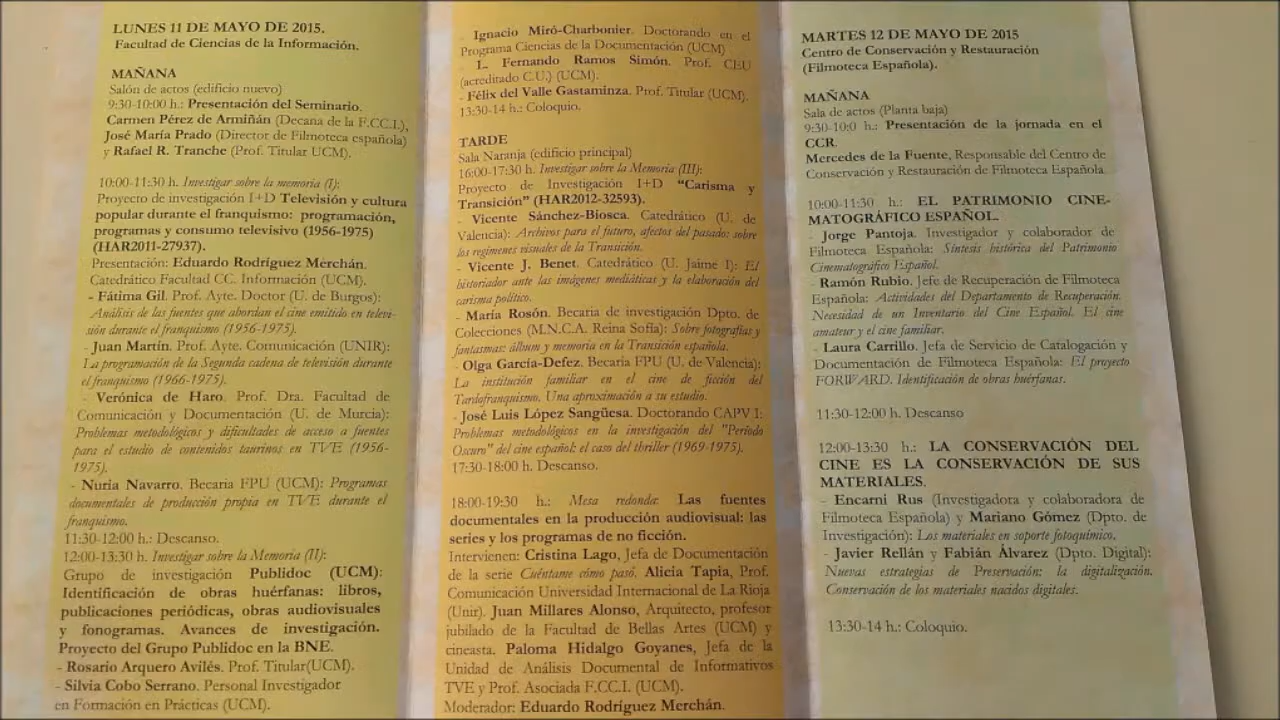 LUNES 11 DE MAYO DE 2015.
Facultad de Ciencias de la Información.
MAÑANA
Salón de actos (edificio nuevo)
9:30-10:00 h.: Presentación del Seminario.
Carmen Pérez de Armiñán (Decana de la F.CC.I.),
José María Prado (Director de Filmoteca española)
y Rafael R. Tranche (Prof. Titular UCM).
10:00-11:30 h. Investigar sobre la memoria (I):
Proyecto de investigación I+D Televisión y cultura
popular durante el franquismo: programación,
programas y consumo televisivo (1956-1975)
(HAR2011-27937).
Presentación: Eduardo Rodríguez Merchán.
Catedrático Facultad CC. Información (UCM).
- Fátima Gil. Prof. Ayte. Doctor (U. de Burgos):
Análisis de las fuentes que abordan el cine emitido en televi-
sión durante el franquismo (1956-1975).
- Juan Martín. Prof. Ayte. Comunicación (UNIR):
La programación de la Segunda cadena de televisión durante
el franquismo (1966-1975).
- Verónica de Haro. Prof. Dra. Facultad de
Comunicación y Documentación (U. de Murcia):
Problemas metodológicos y dificultades de acceso a fuentes
para el estudio de contenidos taurinos en TVE (1956-
1975).
- Nuria Navarro. Becaria FPU (UCM): Programas
documentales de producción propia en TVE durante el
franquismo.
11:30-12:00 h.: Descanso.
12:00-13:30 h. Investigar sobre la Memoria (II):
Grupo de investigación Publidoc (UCM):
Identificación de obras huérfanas: libros,
publicaciones periódicas, obras audiovisuales
y fonogramas. Avances de investigación.
Proyecto del Grupo Publidoc en la BNE.
- Rosario Arquero Avilés. Prof. Titular(UCM).
- Silvia Cobo Serrano. Personal Investigador
en Formación en Prácticas (UCM).
- Ignacio Miró-Charbonier. Doctorando en el
Programa Ciencias de la Documentación (UCM)
- L. Fernando Ramos Simón. Prof. CEU
(acreditado C.U.) (UCM).
- Félix del Valle Gastaminza. Prof. Titular (UCM).
13:30-14 h.: Coloquio.
TARDE
Sala Naranja (edificio principal)
16:00-17:30 h. Investigar sobre la Memoria (III):
Proyecto de Investigación I+D "Carisma y
Transición" (HAR2012-32593).
- Vicente Sánchez-Biosca. Catedrático (U. de
Valencia): Archivos para el futuro, afectos del pasado: sobre
los regímenes visuales de la Transición.
- Vicente J. Benet. Catedrático (U. Jaime I): El
historiador ante las imágenes mediáticas y la elaboración del
carisma político.
- María Rosón. Becaria de investigación Dpto. de
Colecciones (M.N.C.A. Reina Sofía): Sobre fotografías y
fantasmas: álbum y memoria en la Transición española.
- Olga García-Defez. Becaria FPU (U. de Valencia):
La institución familiar en el cine de ficción del
Tardofranquismo. Una aproximación a su estudio.
- José Luis López Sangüesa. Doctorando CAPV I:
Problemas metodológicos en la investigación del "Período
Oscuro" del cine español: el caso del thriller (1969-1975).
17:30-18:00 h. Descanso.
18:00-19:30 h.: Mesa redonda: Las fuentes
documentales en la producción audiovisual: las
series y los programas de no ficción.
Intervienen: Cristina Lago, Jefa de Documentación
de la serie Cuéntame cómo pasó. Alicia Tapia, Prof.
Comunicación Universidad Internacional de La Rioja
(Unir). Juan Millares Alonso, Arquitecto, profesor
jubilado de la Facultad de Bellas Artes (UCM) y
cineasta. Paloma Hidalgo Goyanes, Jefa de la
Unidad de Análisis Documental de Informativos
TVE y Prof. Asociada F.CC.I. (UCM).
Moderador: Eduardo Rodríguez Merchán.
MARTES 12 DE MAYO DE 2015
Centro de Conservación y Restauración
(Filmoteca Española).
MAÑANA
Sala de actos (Planta baja)
9:30-10:0 h.: Presentación de la jornada en el
CCR.
Mercedes de la Fuente, Responsable del Centro de
Conservación y Restauración de Filmoteca Española.
10:00-11:30 h.: EL PATRIMONIO CINE-
MATOGRÁFICO ESPAÑOL.
- Jorge Pantoja. Investigador y colaborador de
Filmoteca Española: Síntesis histórica del Patrimonio
Cinematográfico Español.
- Ramón Rubio. Jefe de Recuperación de Filmoteca
Española: Actividades del Departamento de Recuperación.
Necesidad de un Inventario del Cine Español. El cine
amateur y el cine familiar.
- Laura Carrillo. Jefa de Servicio de Catalogación y
Documentación de Filmoteca Española: El proyecto
FORWARD. Identificación de obras huérfanas.
11:30-12:00 h. Descanso
12:00-13:30 h.: LA CONSERVACIÓN DEL
CINE ES LA CONSERVACIÓN DE SUS
MATERIALES.
- Encarni Rus (Investigadora y colaboradora de
Filmoteca Española) y Mariano Gómez (Dpto. de
Investigación): Los materiales en soporte fotoquímico.
- Javier Rellán y Fabián Álvarez (Dpto. Digital):
Nuevas estrategias de Preservación: la digitalización.
Conservación de los materiales nacidos digitales.
13:30-14 h.: Coloquio.